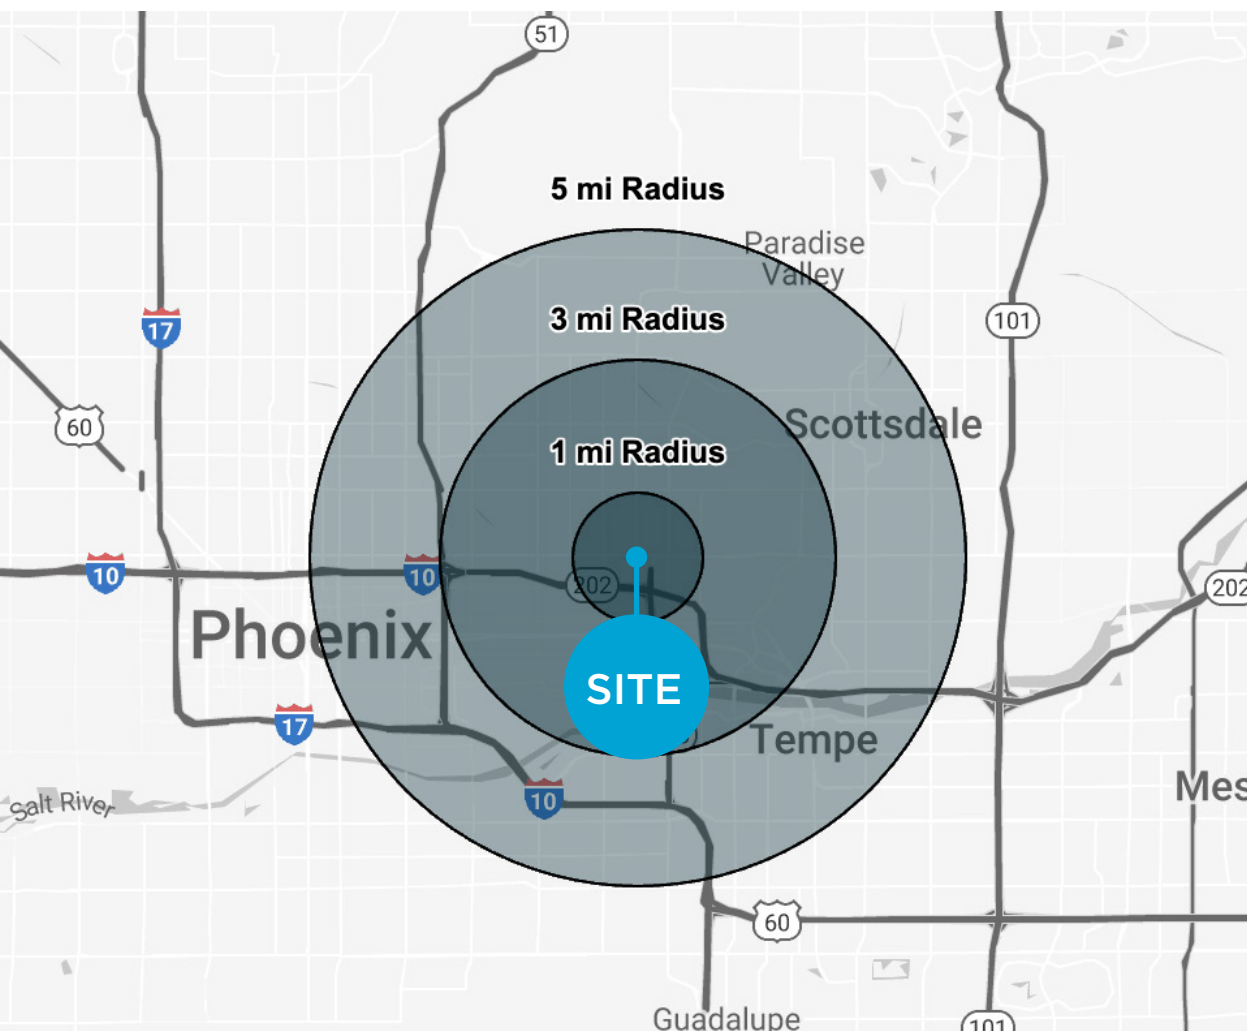 51
5 mi Radius
Paradise
Valley
17
3 mi Radius
101
60
Scottsdale
1 mi Radius
10
10
202
202
Phoenix
SITE
17
Tempe
10
Mes
Salt River
60
Guadalupe
101